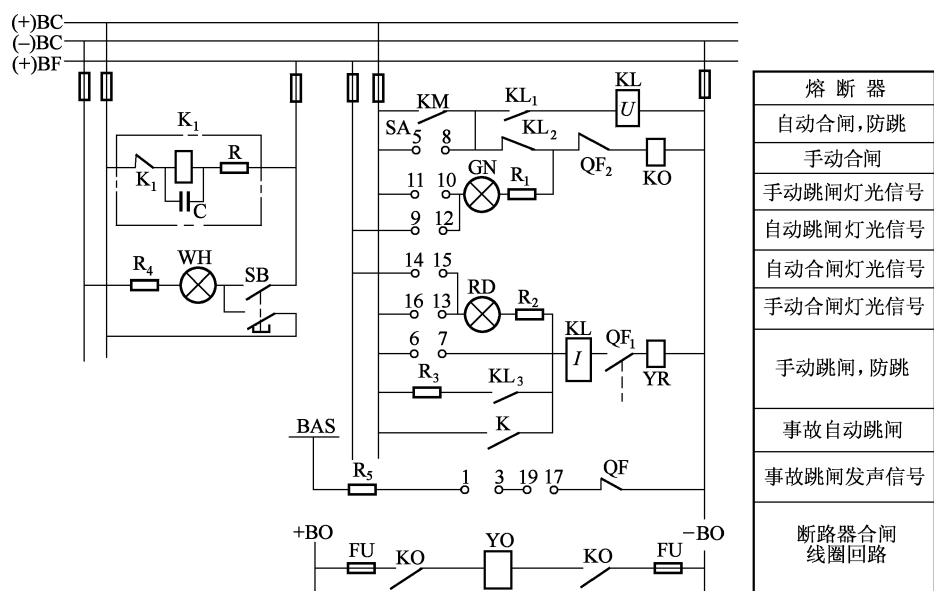 (+)BC
(−)BC
(+)BF
K₁
K₁
R
C
R₄
WH
SB
KM
KL₁
KL
U
SA 5 8
KL₂
QF₂
KO
11 10
GN
R₁
9 12
14 15
RD
R₂
16 13
6 7
KL
I
QF₁
YR
R₃
KL₃
K
BAS
R₅
1 3 19 17
QF
+BO
−BO
FU
KO
YO
KO
FU
熔断器
自动合闸,防跳
手动合闸
手动跳闸灯光信号
自动跳闸灯光信号
自动合闸灯光信号
手动合闸灯光信号
手动跳闸,防跳
事故自动跳闸
事故跳闸发声信号
断路器合闸
线圈回路